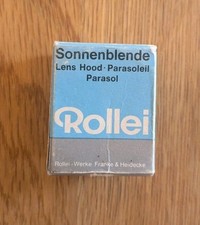 Sonnenblende
Lens Hood · Parasoleil
Parasol
Rollei
Rollei-Werke Franke & Heidecke